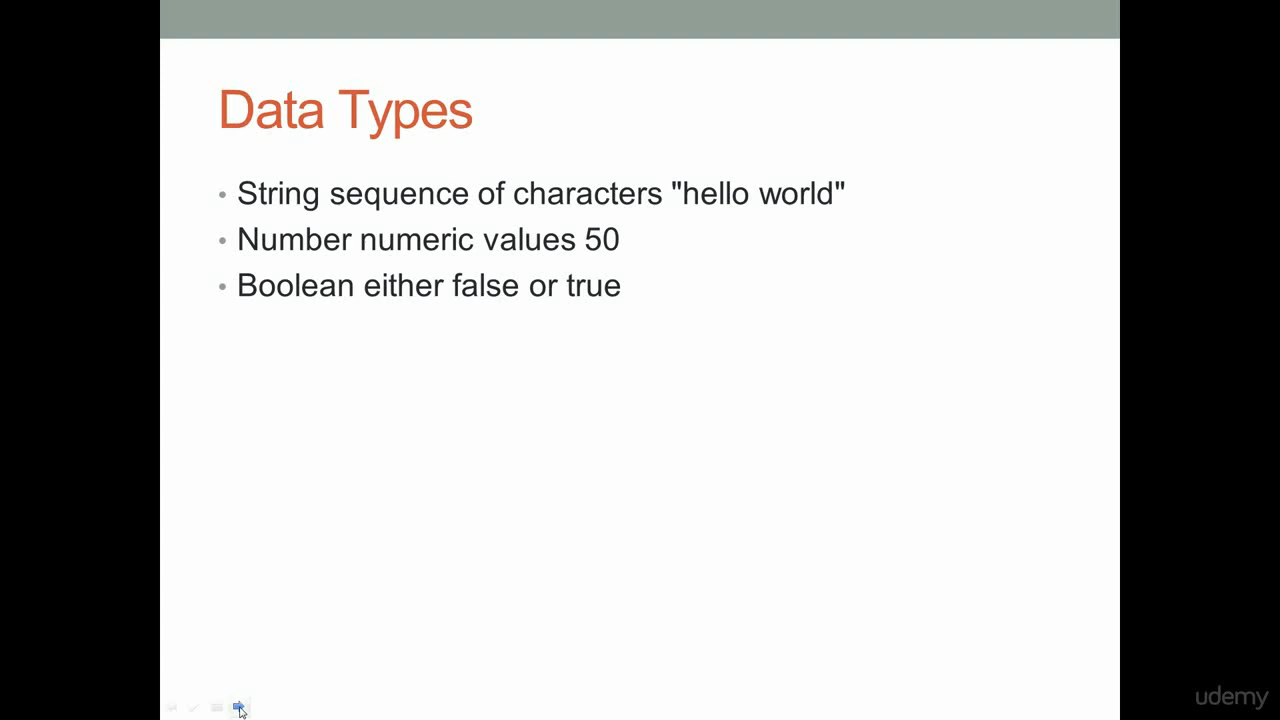 Data Types
• String sequence of characters "hello world"
• Number numeric values 50
• Boolean either false or true
udemy